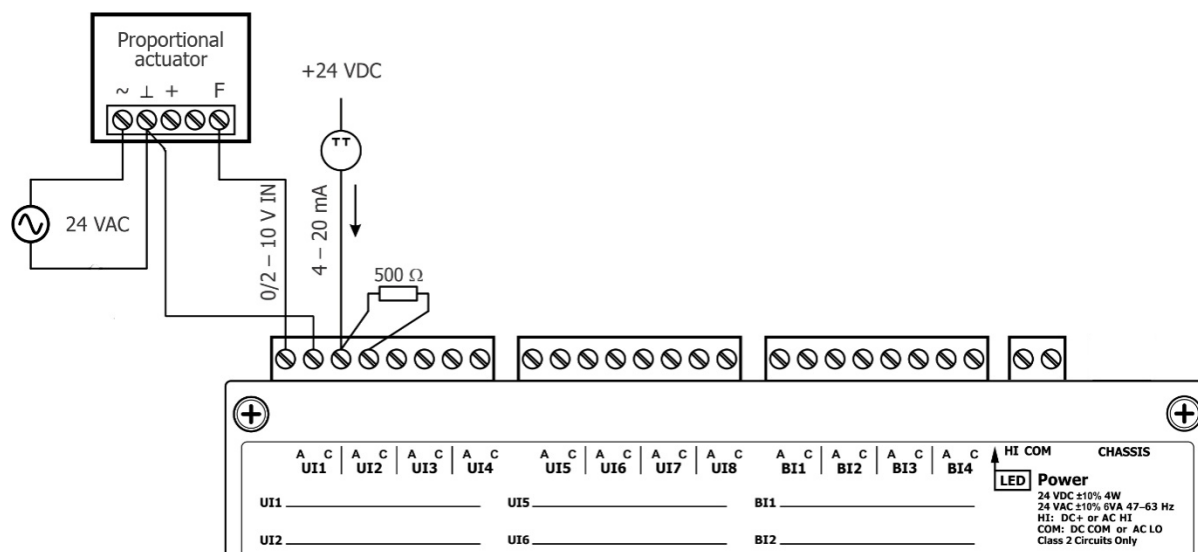 Proportional
actuator
~ ⊥ + F
+24 VDC
TT
24 VAC
0/2 – 10 V IN
4 – 20 mA
500 Ω
A C A C A C A C A C A C A C A C A C A C A C A C HI COM CHASSIS
UI1 UI2 UI3 UI4 UI5 UI6 UI7 UI8 BI1 BI2 BI3 BI4
LED Power
24 VDC ±10% 4W
24 VAC ±10% 6VA 47–63 Hz
HI: DC+ or AC HI
COM: DC COM or AC LO
Class 2 Circuits Only
UI1 UI5 BI1
UI2 UI6 BI2